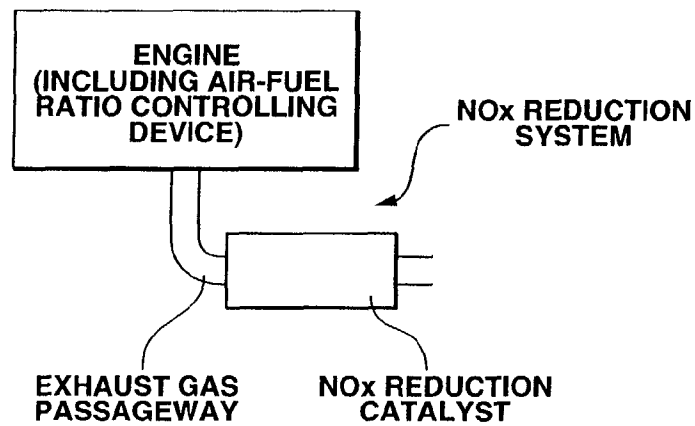 ENGINE
(INCLUDING AIR-FUEL
RATIO CONTROLLING
DEVICE)
NOx REDUCTION
SYSTEM
EXHAUST GAS
PASSAGEWAY
NOx REDUCTION
CATALYST